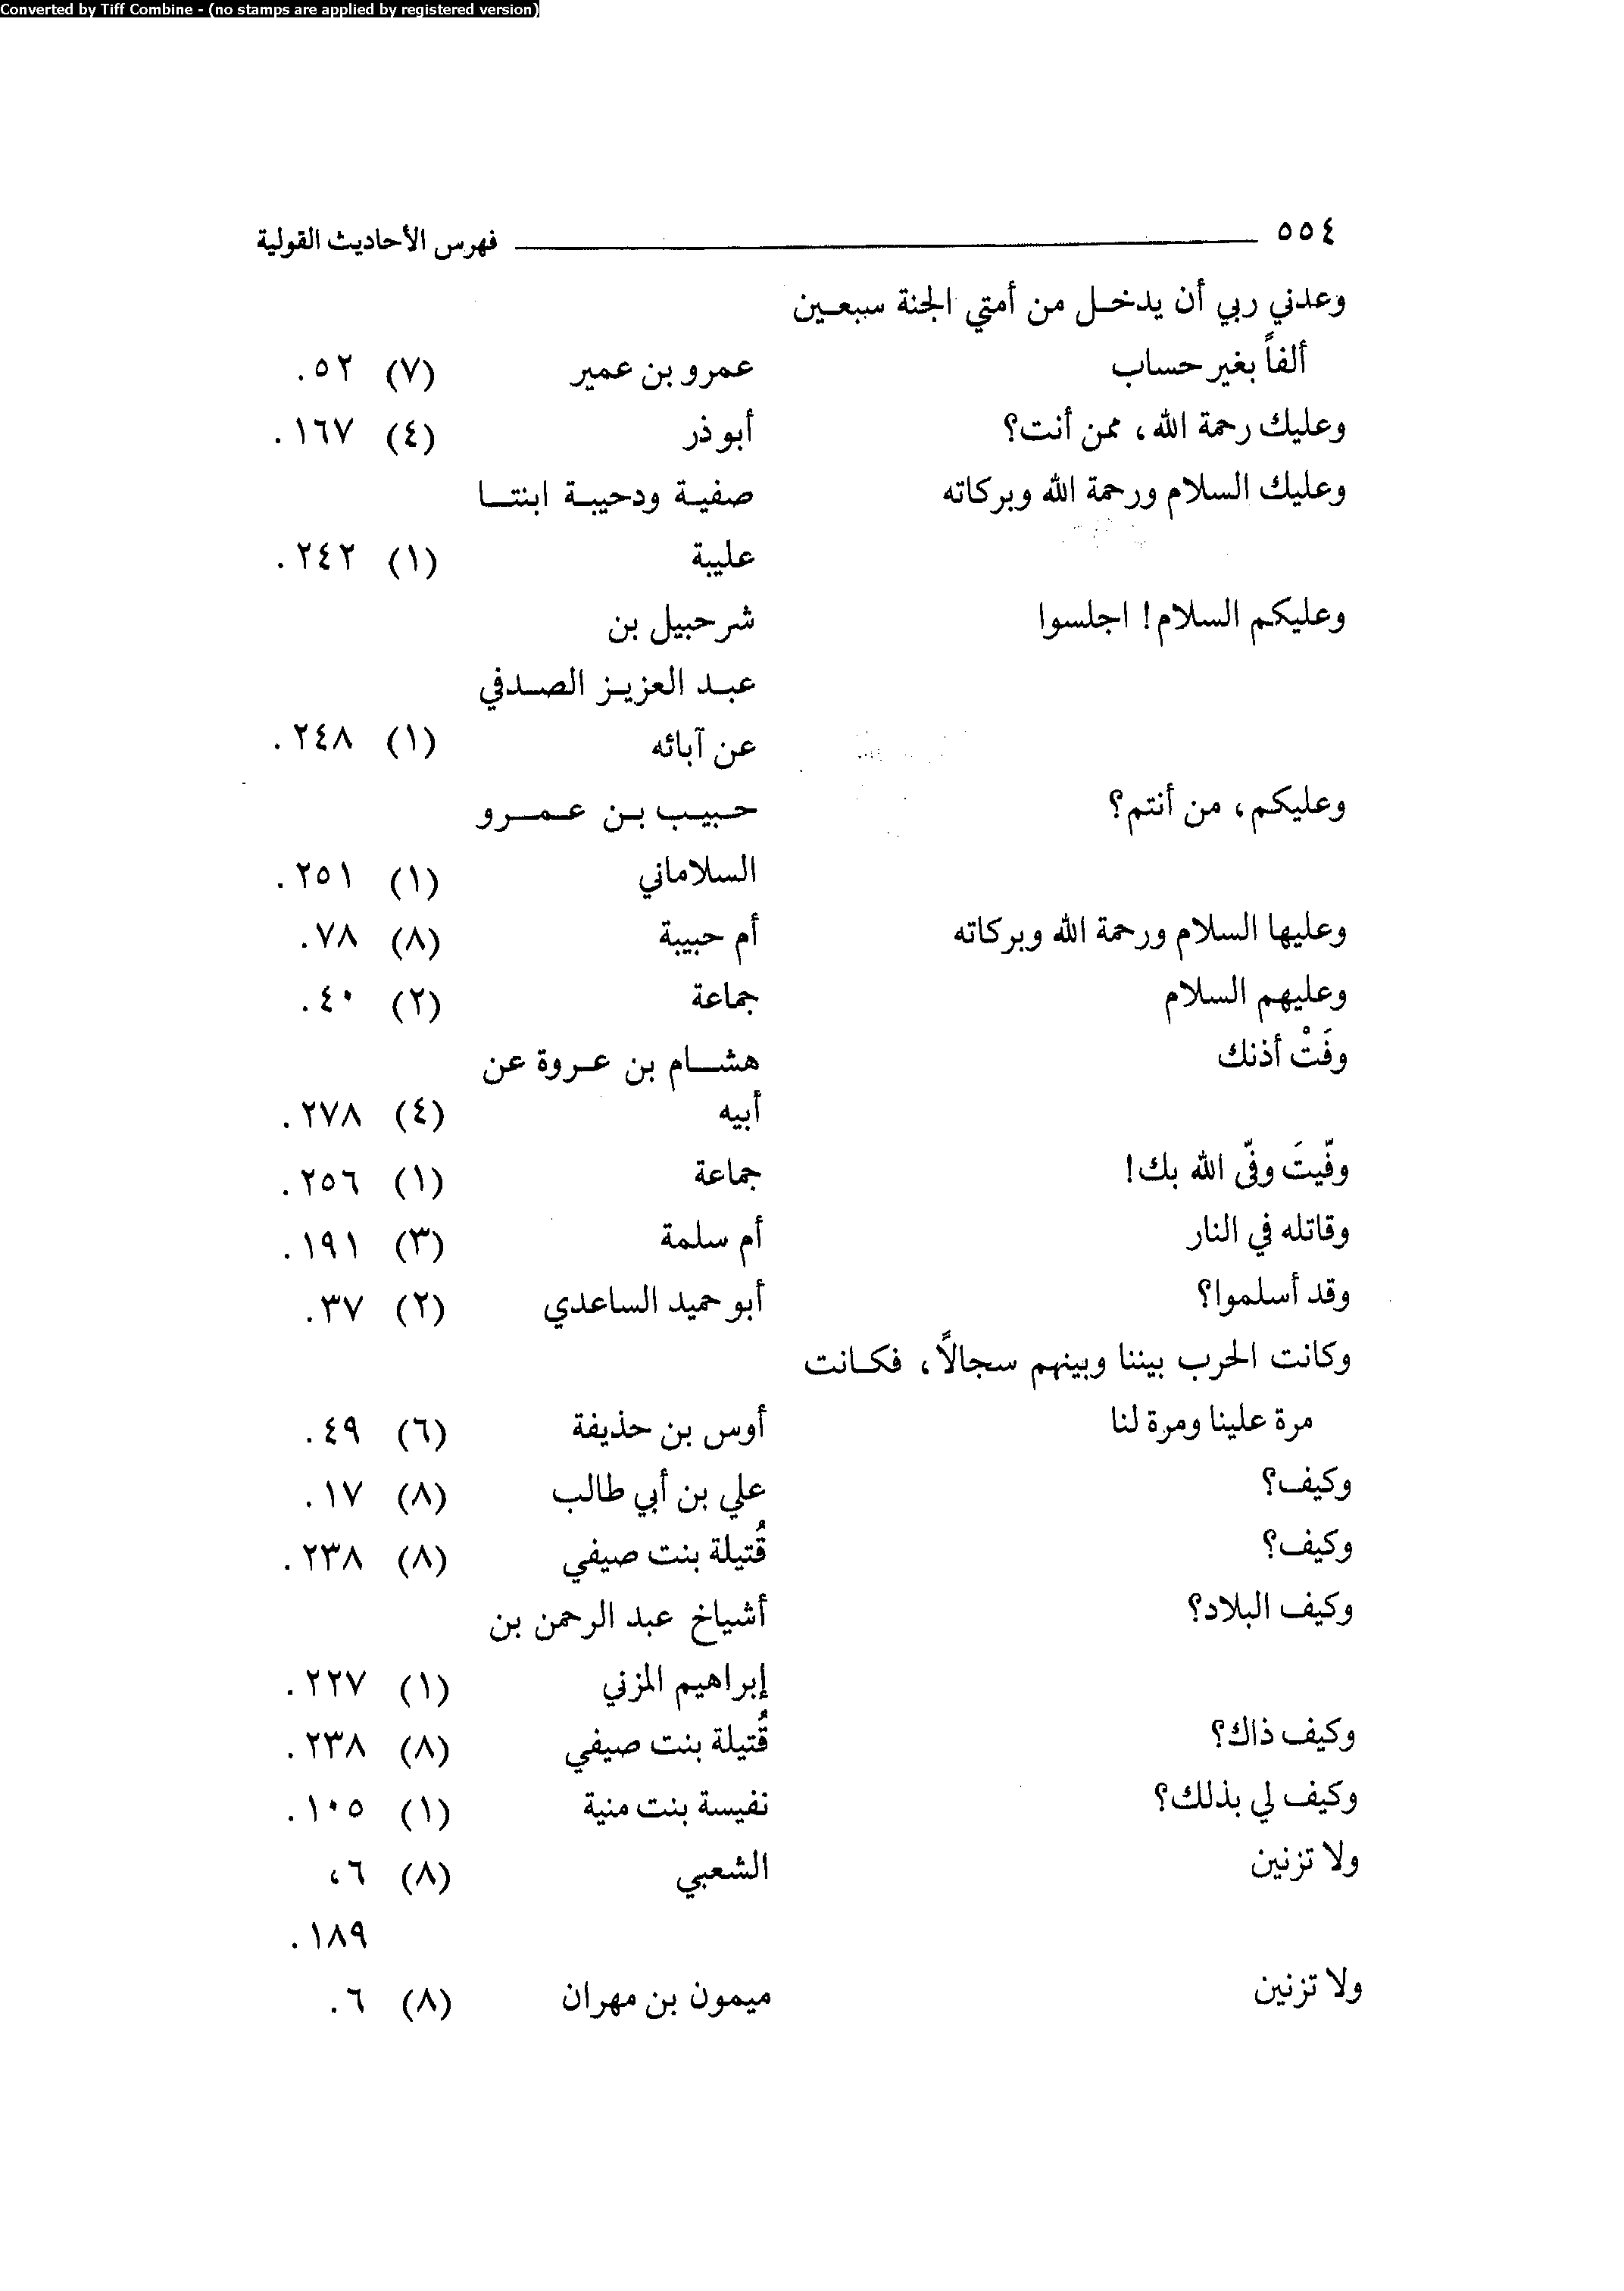 Converted by Tiff Combine - (no stamps are applied by registered version)
٥٥٤ فهرس الأحاديث القولية
وعدني ربي أن يدخل من أمتي الجنة سبعين
ألفاً بغير حساب عمرو بن عمير (٧) ٥٢.
وعليك رحمة الله، ممن أنت؟ أبو ذر (٤) ١٦٧.
وعليك السلام ورحمة الله وبركاته صفية ودحيبة ابنتا
عليبة (١) ٢٤٢.
وعليكم السلام! اجلسوا شرحبيل بن
عبد العزيز الصدفي
عن آبائه (١) ٢٤٨.
وعليكم، من أنتم؟ حبيب بن عمرو
السلاماني (١) ٢٥١.
وعليها السلام ورحمة الله وبركاته أم حبيبة (٨) ٧٨.
وعليهم السلام جماعة (٢) ٤٠.
وفَتْ أذنك هشام بن عروة عن
أبيه (٤) ٢٧٨.
وفّيتَ وفّى الله بك! جماعة (١) ٢٥٦.
وقاتله في النار أم سلمة (٣) ١٩١.
وقد أسلموا؟ أبو حميد الساعدي (٢) ٣٧.
وكانت الحرب بيننا وبينهم سجالاً، فكانت
مرة علينا ومرة لنا أوس بن حذيفة (٦) ٤٩.
وكيف؟ علي بن أبي طالب (٨) ١٧.
وكيف؟ قُتيلة بنت صيفي (٨) ٢٣٨.
وكيف البلاد؟ أشياخ عبد الرحمن بن
إبراهيم المزني (١) ٢٢٧.
وكيف ذاك؟ قُتيلة بنت صيفي (٨) ٢٣٨.
وكيف لي بذلك؟ نفيسة بنت منية (١) ١٠٥.
ولا تزنين الشعبي (٨) ٦،
١٨٩.
ولا تزنين ميمون بن مهران (٨) ٦.